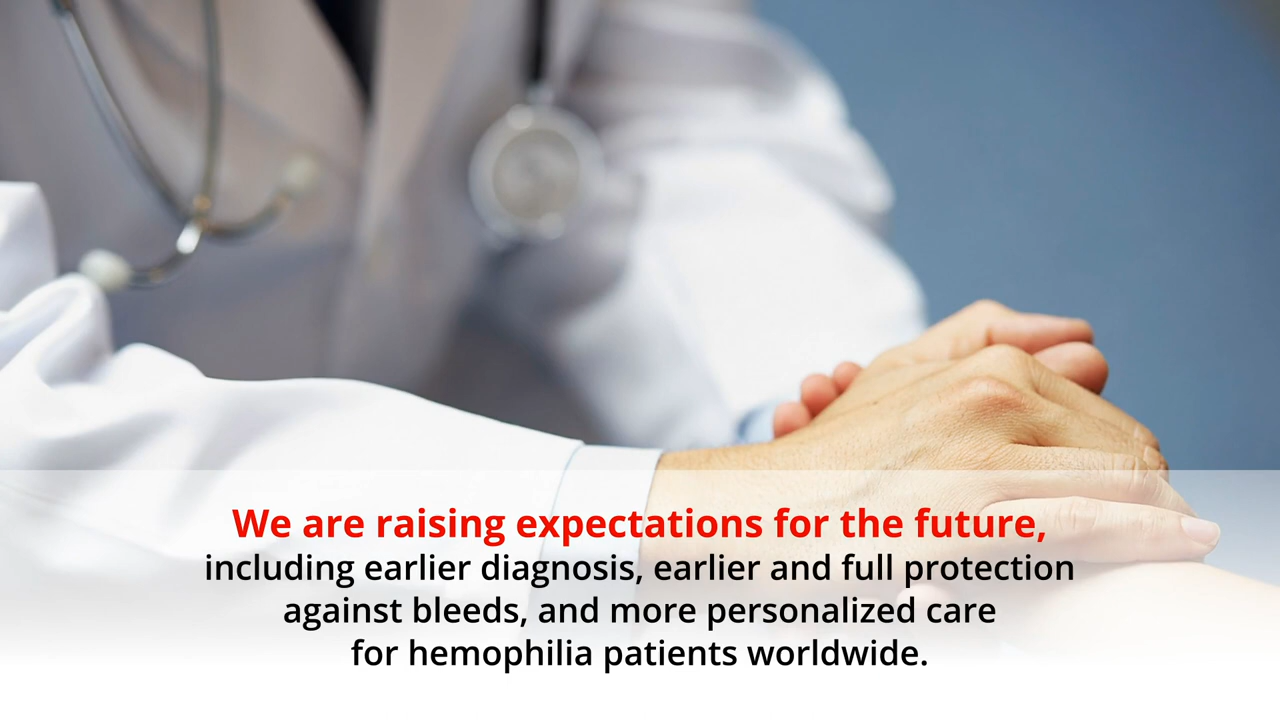 We are raising expectations for the future,
including earlier diagnosis, earlier and full protection
against bleeds, and more personalized care
for hemophilia patients worldwide.